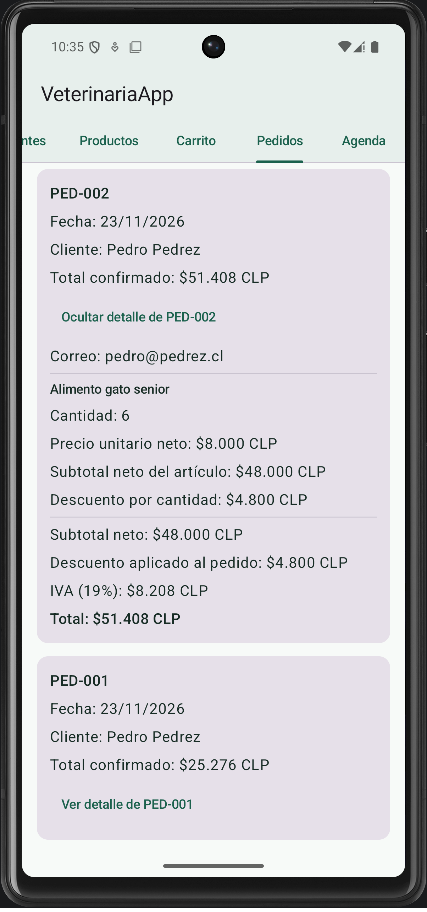 10:35
VeterinariaApp
ntes Productos Carrito Pedidos Agenda
PED-002
Fecha: 23/11/2026
Cliente: Pedro Pedrez
Total confirmado: $51.408 CLP
Ocultar detalle de PED-002
Correo: pedro@pedrez.cl
Alimento gato senior
Cantidad: 6
Precio unitario neto: $8.000 CLP
Subtotal neto del artículo: $48.000 CLP
Descuento por cantidad: $4.800 CLP
Subtotal neto: $48.000 CLP
Descuento aplicado al pedido: $4.800 CLP
IVA (19%): $8.208 CLP
Total: $51.408 CLP
PED-001
Fecha: 23/11/2026
Cliente: Pedro Pedrez
Total confirmado: $25.276 CLP
Ver detalle de PED-001